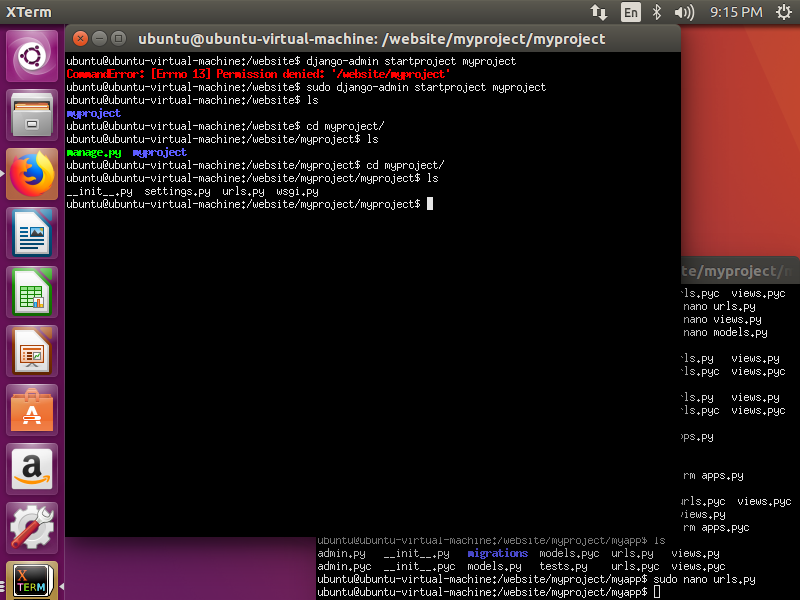 XTerm
En
9:15 PM
ubuntu@ubuntu-virtual-machine: /website/myproject/myproject
ubuntu@ubuntu-virtual-machine:/website$ django-admin startproject myproject
CommandError: [Errno 13] Permission denied: '/website/myproject'
ubuntu@ubuntu-virtual-machine:/website$ sudo django-admin startproject myproject
ubuntu@ubuntu-virtual-machine:/website$ ls
myproject
ubuntu@ubuntu-virtual-machine:/website$ cd myproject/
ubuntu@ubuntu-virtual-machine:/website/myproject$ ls
manage.py myproject
ubuntu@ubuntu-virtual-machine:/website/myproject$ cd myproject/
ubuntu@ubuntu-virtual-machine:/website/myproject/myproject$ ls
__init__.py settings.py urls.py wsgi.py
ubuntu@ubuntu-virtual-machine:/website/myproject/myproject$
te/myproject/m
rls.pyc views.pyc
nano urls.py
nano views.py
nano models.py
rls.py views.py
rls.pyc views.pyc
rls.py views.py
rls.pyc views.pyc
ps.py
rm apps.py
urls.pyc views.pyc
views.py
rm apps.pyc
ubuntu@ubuntu-virtual-machine:/website/myproject/myapp$ ls
admin.py __init__.py migrations models.pyc urls.py views.py
admin.pyc __init__.pyc models.py tests.py urls.pyc views.pyc
ubuntu@ubuntu-virtual-machine:/website/myproject/myapp$ sudo nano urls.py
ubuntu@ubuntu-virtual-machine:/website/myproject/myapp$
A
a
X
TERM